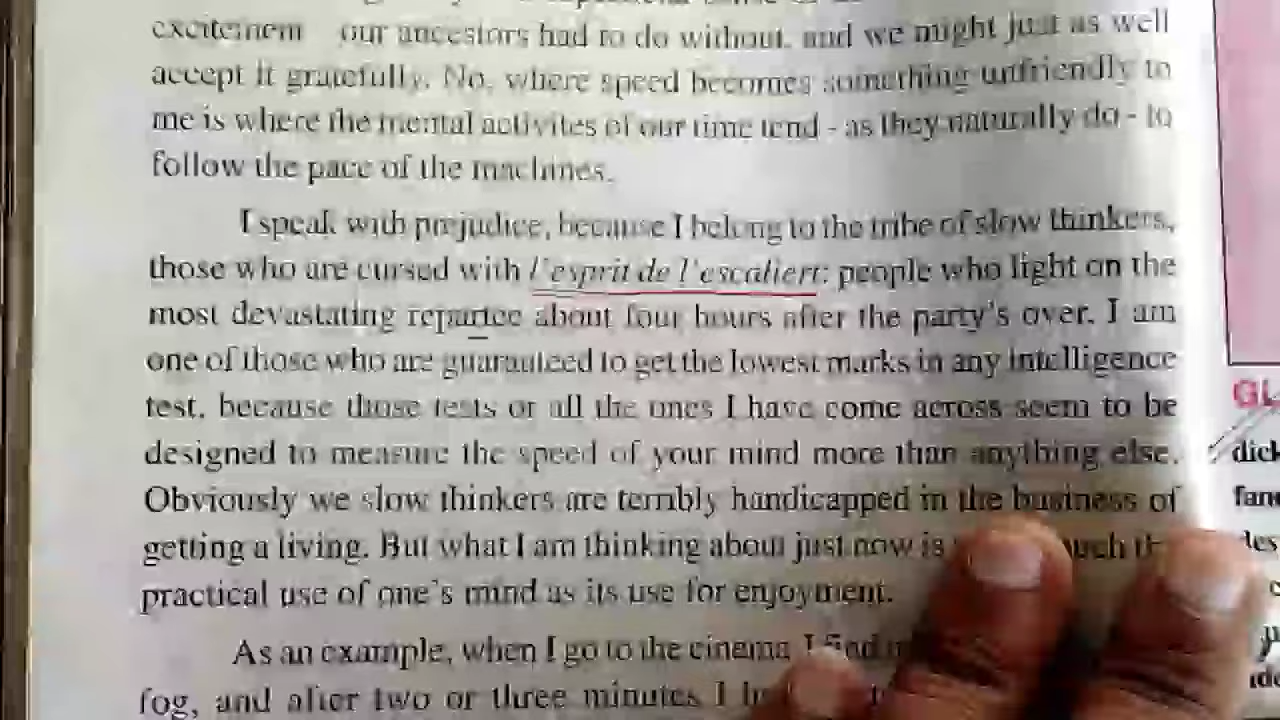 excitement our ancestors had to do without, and we might just as well
accept it gratefully. No, where speed becomes something unfriendly to
me is where the mental activites of our time tend - as they naturally do - to
follow the pace of the machines.
I speak with prejudice, because I belong to the tribe of slow thinkers,
those who are cursed with l'esprit de l'escaliert: people who light on the
most devastating repartee about four hours after the party's over. I am
one of those who are guaranteed to get the lowest marks in any intelligence
test, because those tests or all the ones I have come across seem to be
designed to measure the speed of your mind more than anything else.
Obviously we slow thinkers are terribly handicapped in the business of
getting a living. But what I am thinking about just now is
practical use of one's mind as its use for enjoyment.
As an example, when I go to the cinema I find
fog, and after two or three minutes I
GL
dick